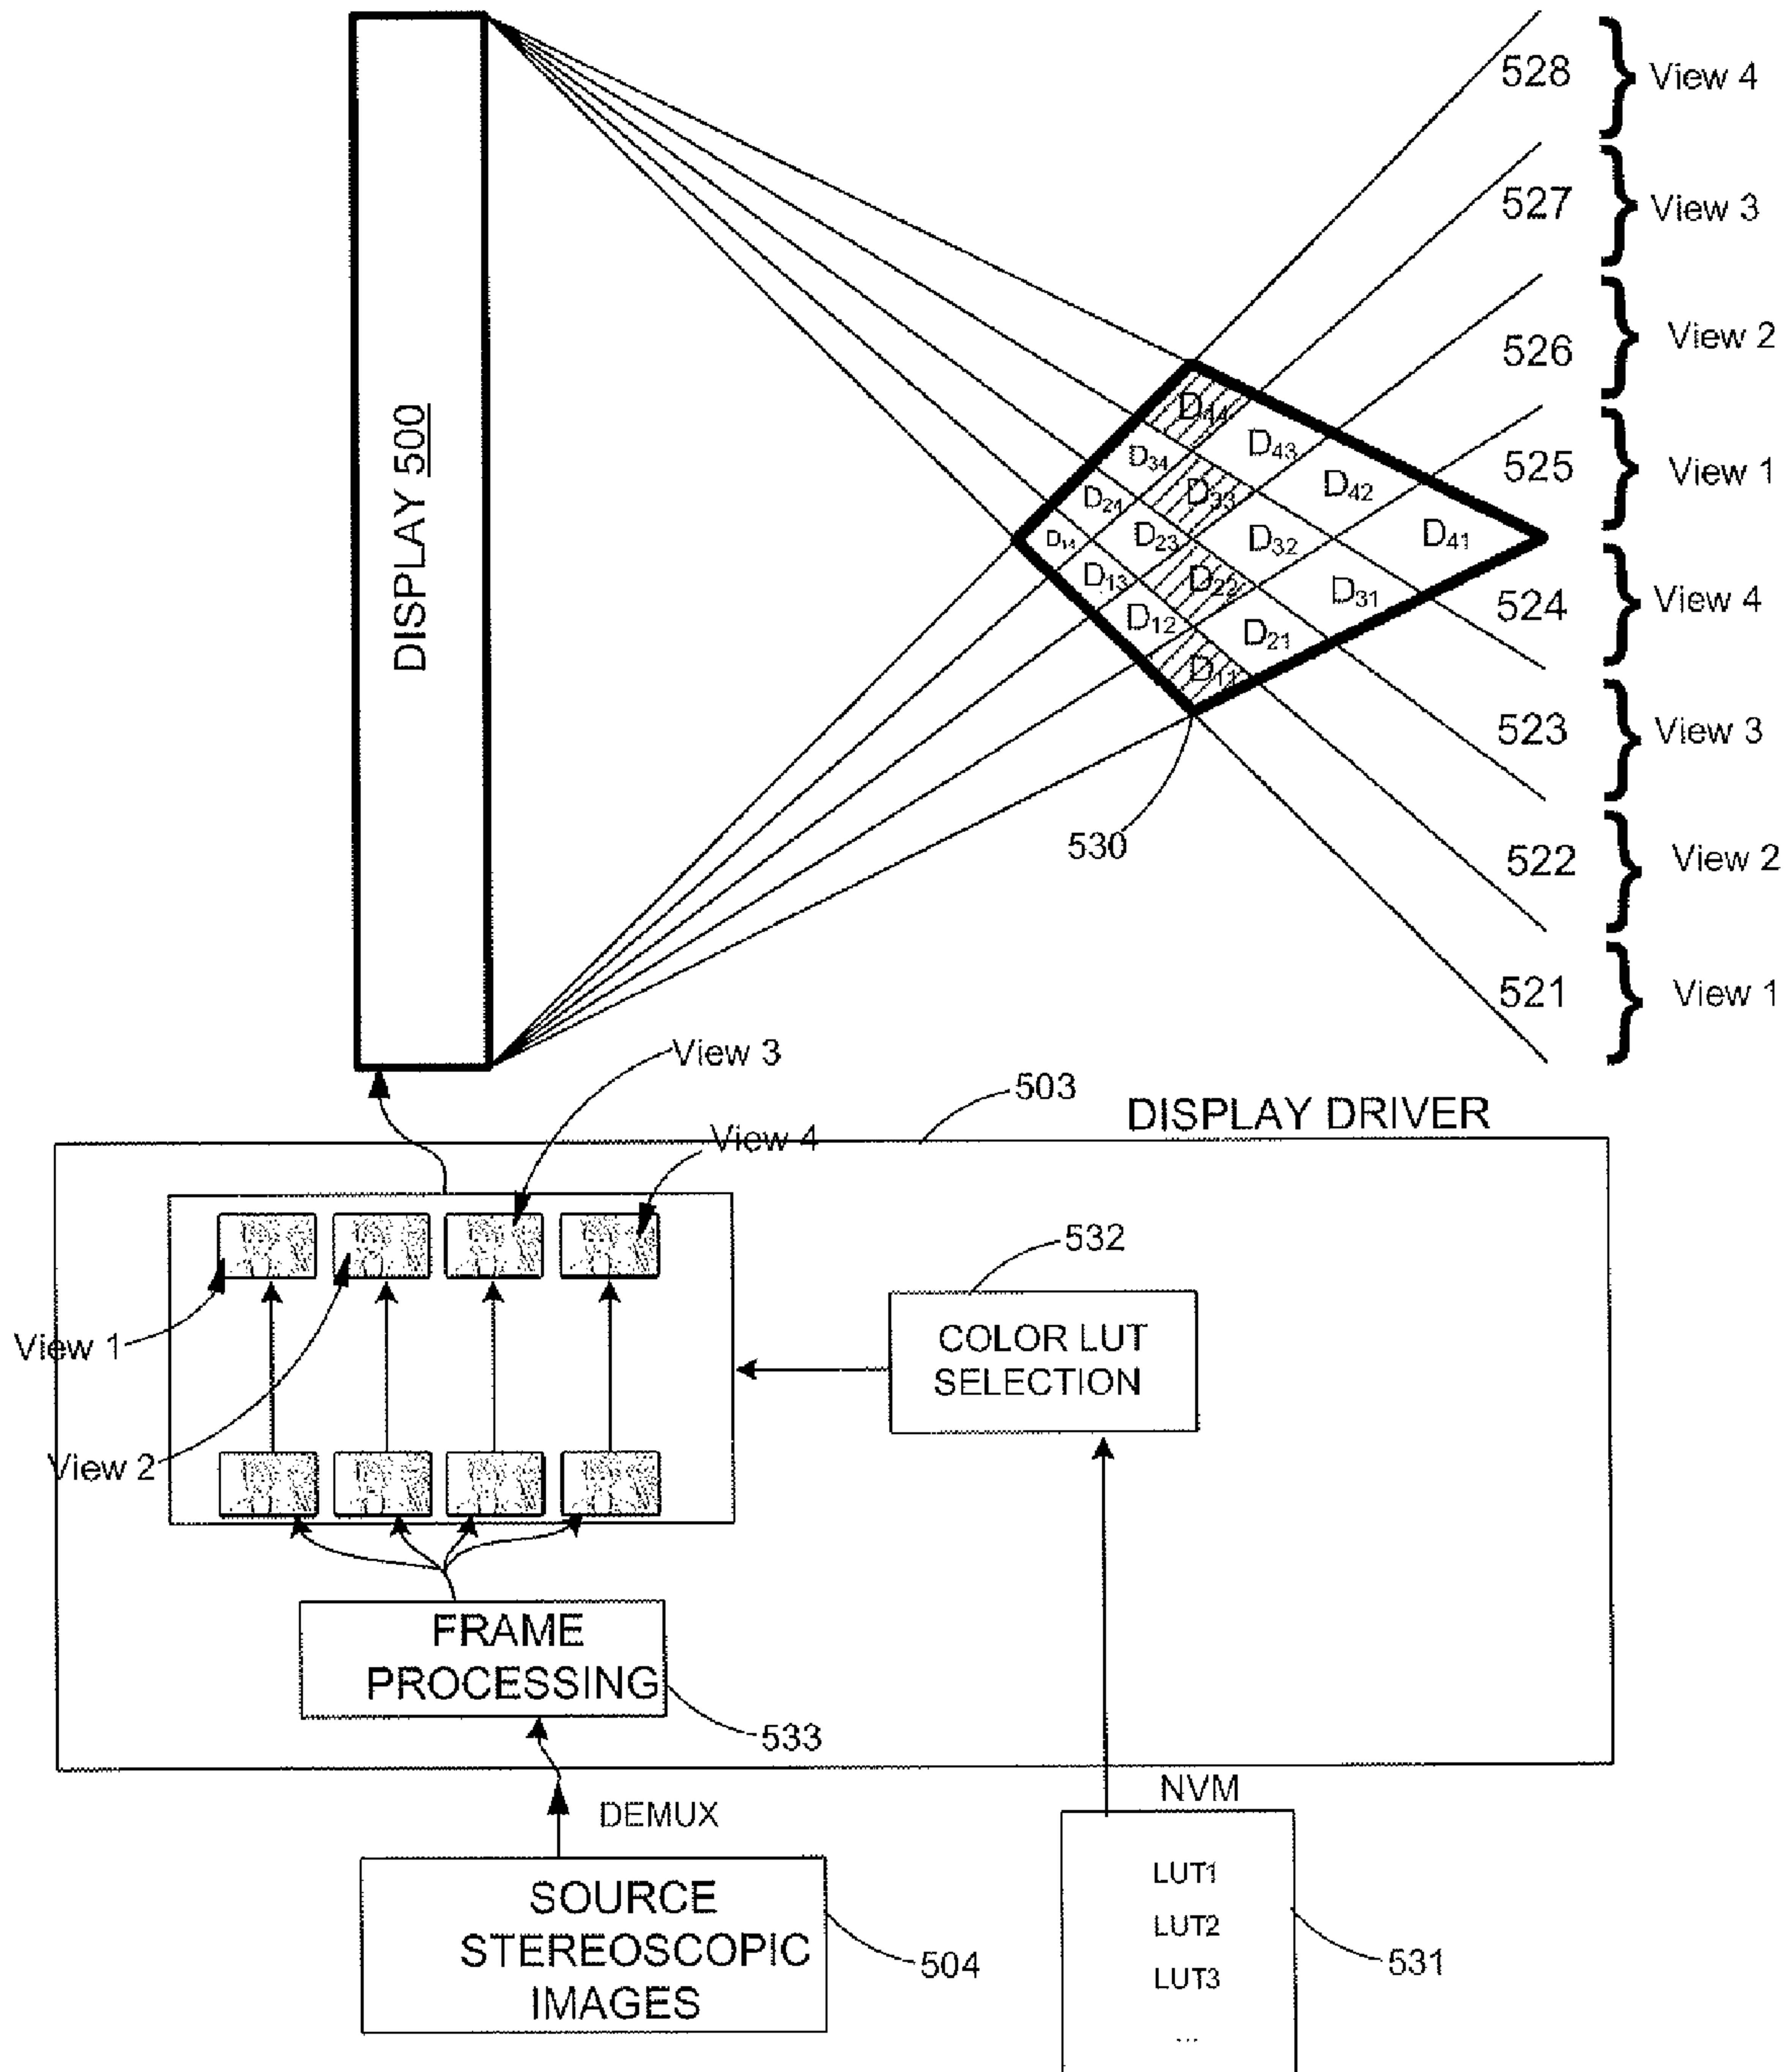 528 View 4
527 View 3
526 View 2
525 View 1
524 View 4
523 View 3
522 View 2
521 View 1
DISPLAY 500
D44
D34
D43
D24
D33
D42
D14
D23
D32
D41
D13
D22
D31
D12
D21
D11
530
View 3
503
DISPLAY DRIVER
View 4
532
COLOR LUT
SELECTION
View 1
View 2
FRAME
PROCESSING
533
NVM
DEMUX
SOURCE
STEREOSCOPIC
IMAGES
504
LUT1
LUT2
LUT3
...
531